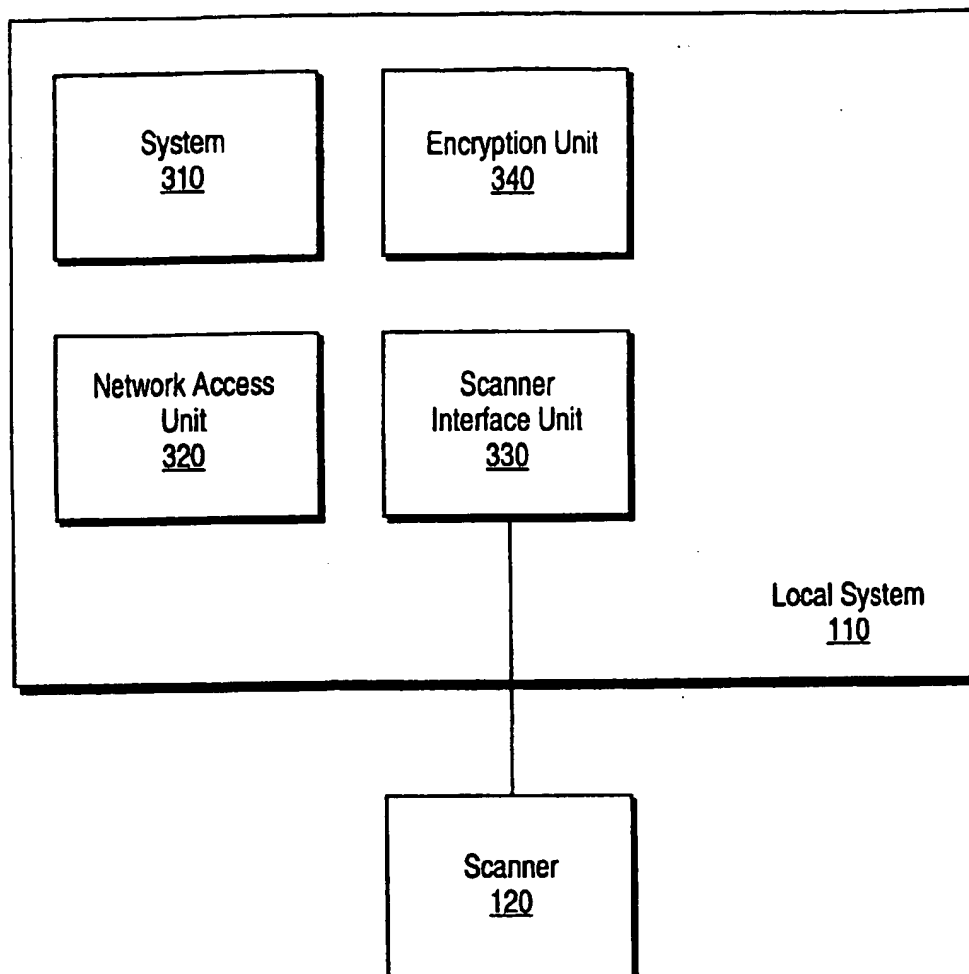 System
310
Encryption Unit
340
Network Access
Unit
320
Scanner
Interface Unit
330
Local System
110
Scanner
120